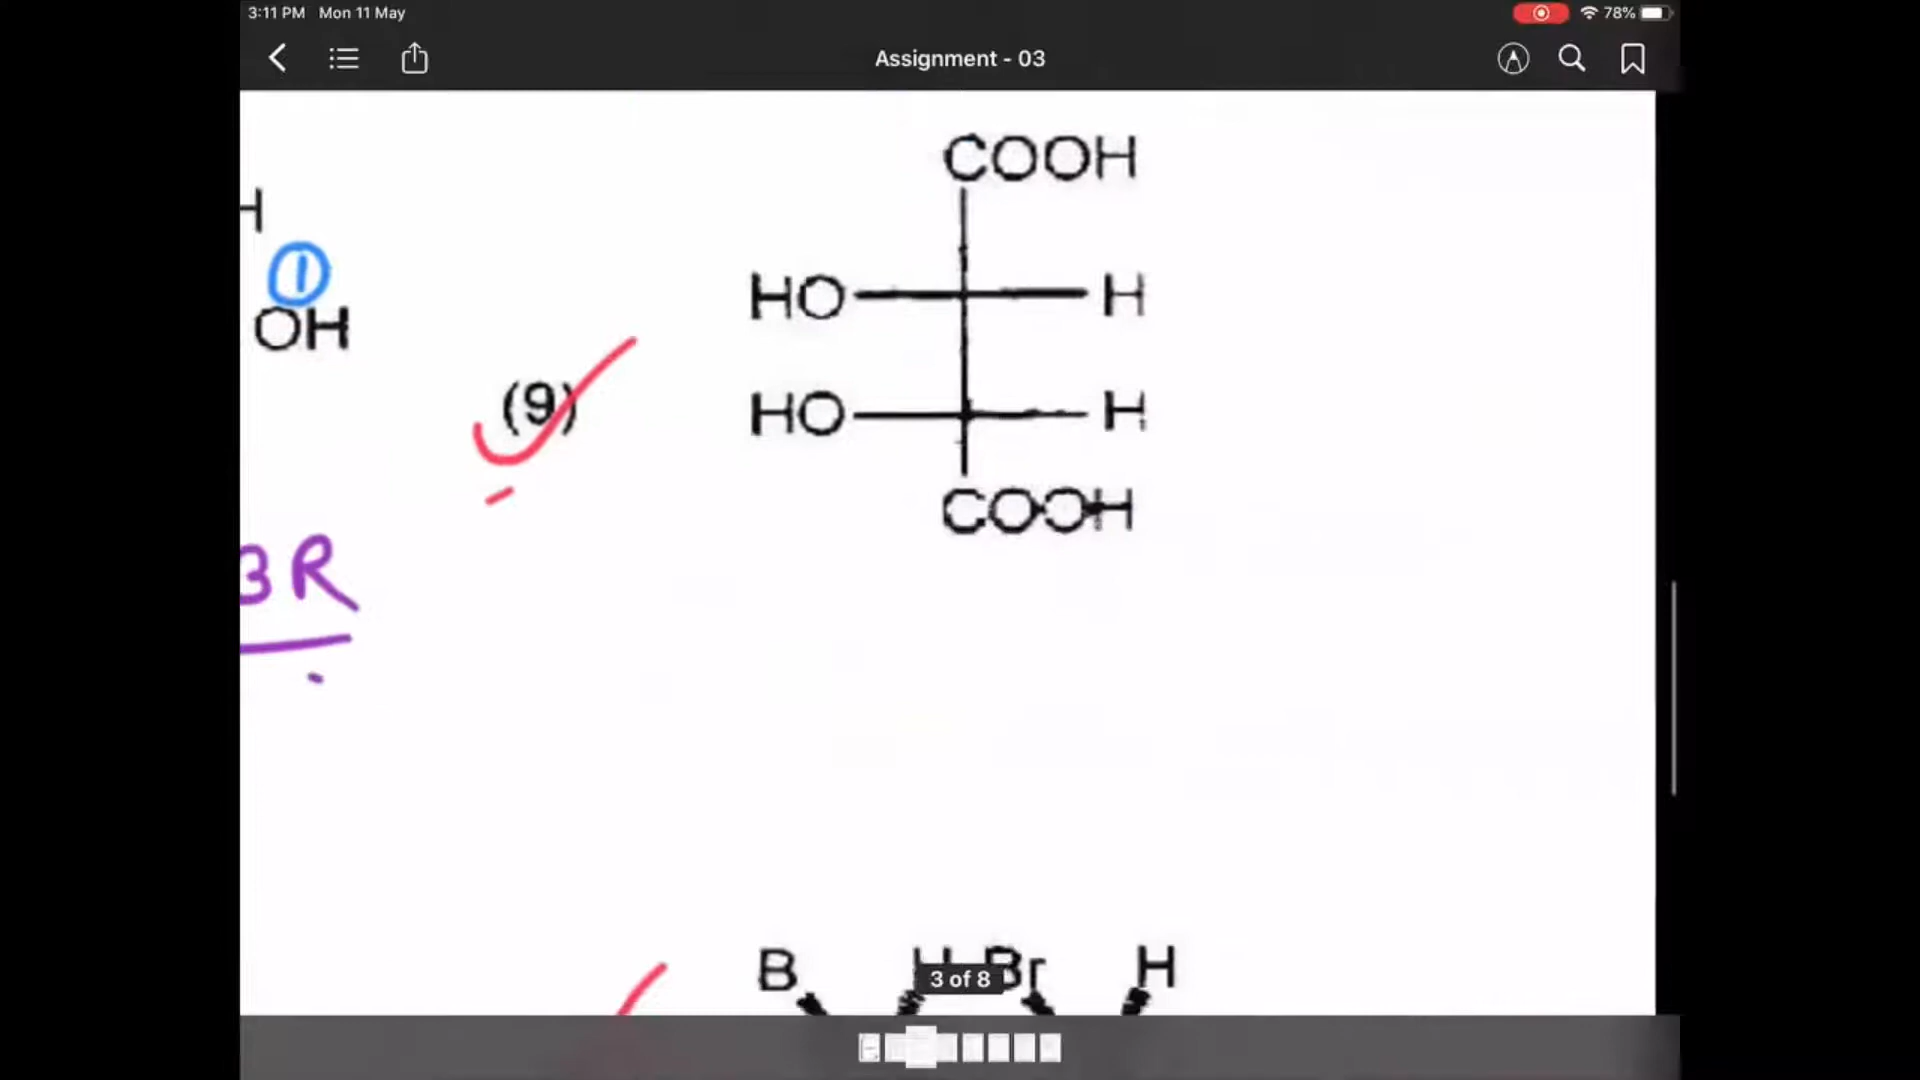 3:11 PM Mon 11 May
78%
Assignment - 03
COOH
H
①
HO H
OH
(9)
HO H
COOH
3R
B H Br H
3 of 8